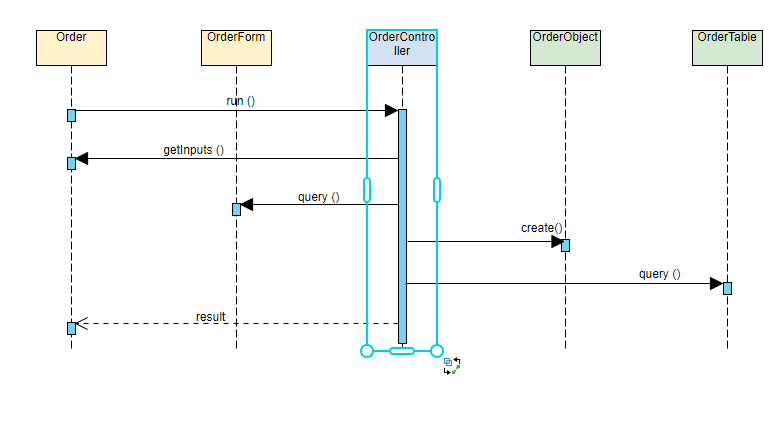 Order
OrderForm
OrderContro
ller
OrderObject
OrderTable
run ()
getInputs ()
query ()
create()
query ()
result